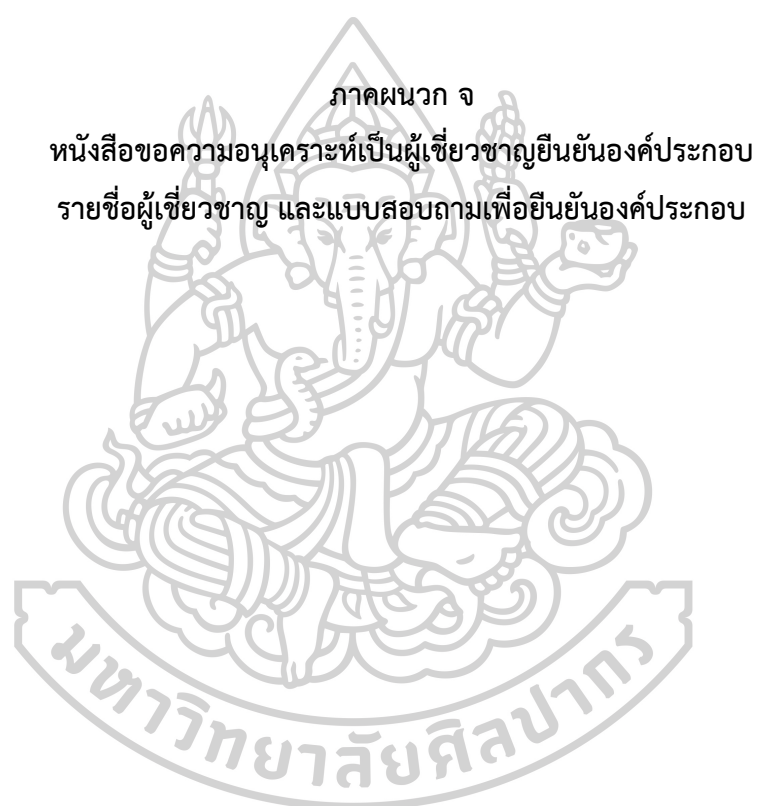 ภาคผนวก จ
หนังสือขอความอนุเคราะห์เป็นผู้เชี่ยวชาญยืนยันองค์ประกอบ
รายชื่อผู้เชี่ยวชาญ และแบบสอบถามเพื่อยืนยันองค์ประกอบ
มหาวิทยาลัยศิลปากร